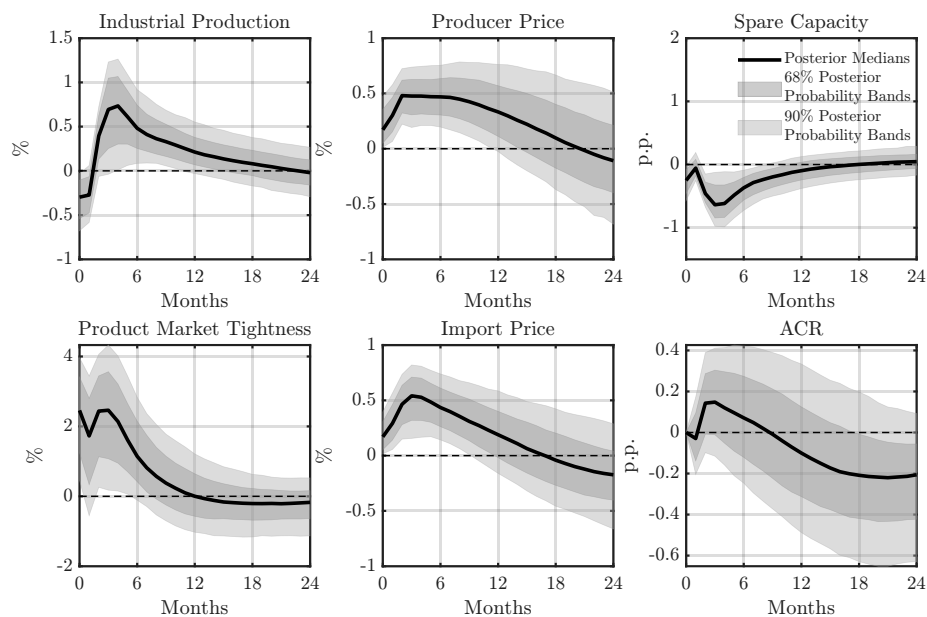 Industrial Production
1.5
1
0.5
0
-0.5
-1
%
0 6 12 18 24
Months
Producer Price
1
0.5
0
0.5
1
%
0 6 12 18 24
Months
Spare Capacity
2
1
0
-1
p.p.
Posterior Medians
68% Posterior
Probability Bands
90% Posterior
Probability Bands
0 6 12 18 24
Months
Product Market Tightness
4
2
0
-2
%
0 6 12 18 24
Months
Import Price
1
0.5
0
0.5
1
%
0 6 12 18 24
Months
ACR
0.4
0.2
0
-0.2
-0.4
-0.6
p.p.
0 6 12 18 24
Months